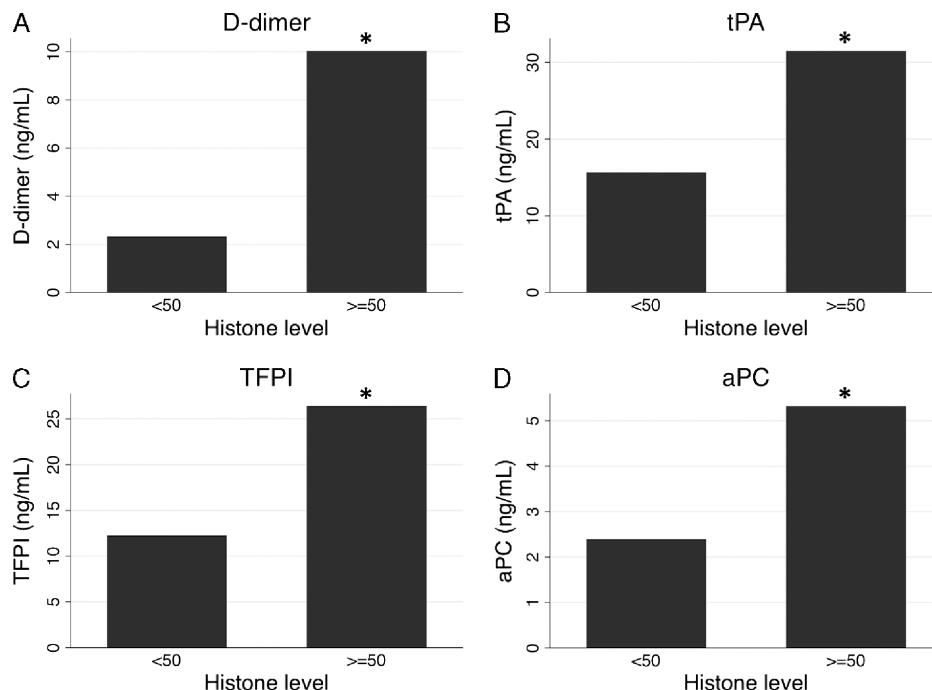 A
D-dimer
*
D-dimer (ng/mL)
10
8
6
4
2
0
<50
>=50
Histone level
B
tPA
*
tPA (ng/mL)
30
20
10
0
<50
>=50
Histone level
C
TFPI
*
TFPI (ng/mL)
25
20
15
10
5
0
<50
>=50
Histone level
D
aPC
*
aPC (ng/mL)
5
4
3
2
1
0
<50
>=50
Histone level